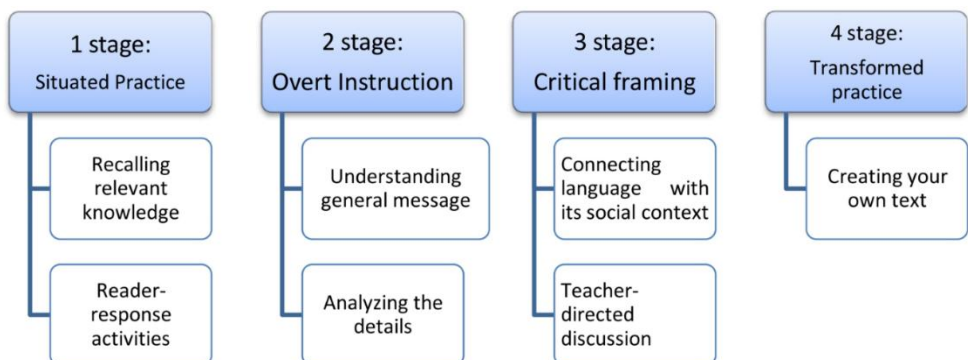 1 stage:
Situated Practice
Recalling
relevant
knowledge
Reader-
response
activities
2 stage:
Overt Instruction
Understanding
general message
Analyzing the
details
3 stage:
Critical framing
Connecting
language with
its social context
Teacher-
directed
discussion
4 stage:
Transformed
practice
Creating your
own text